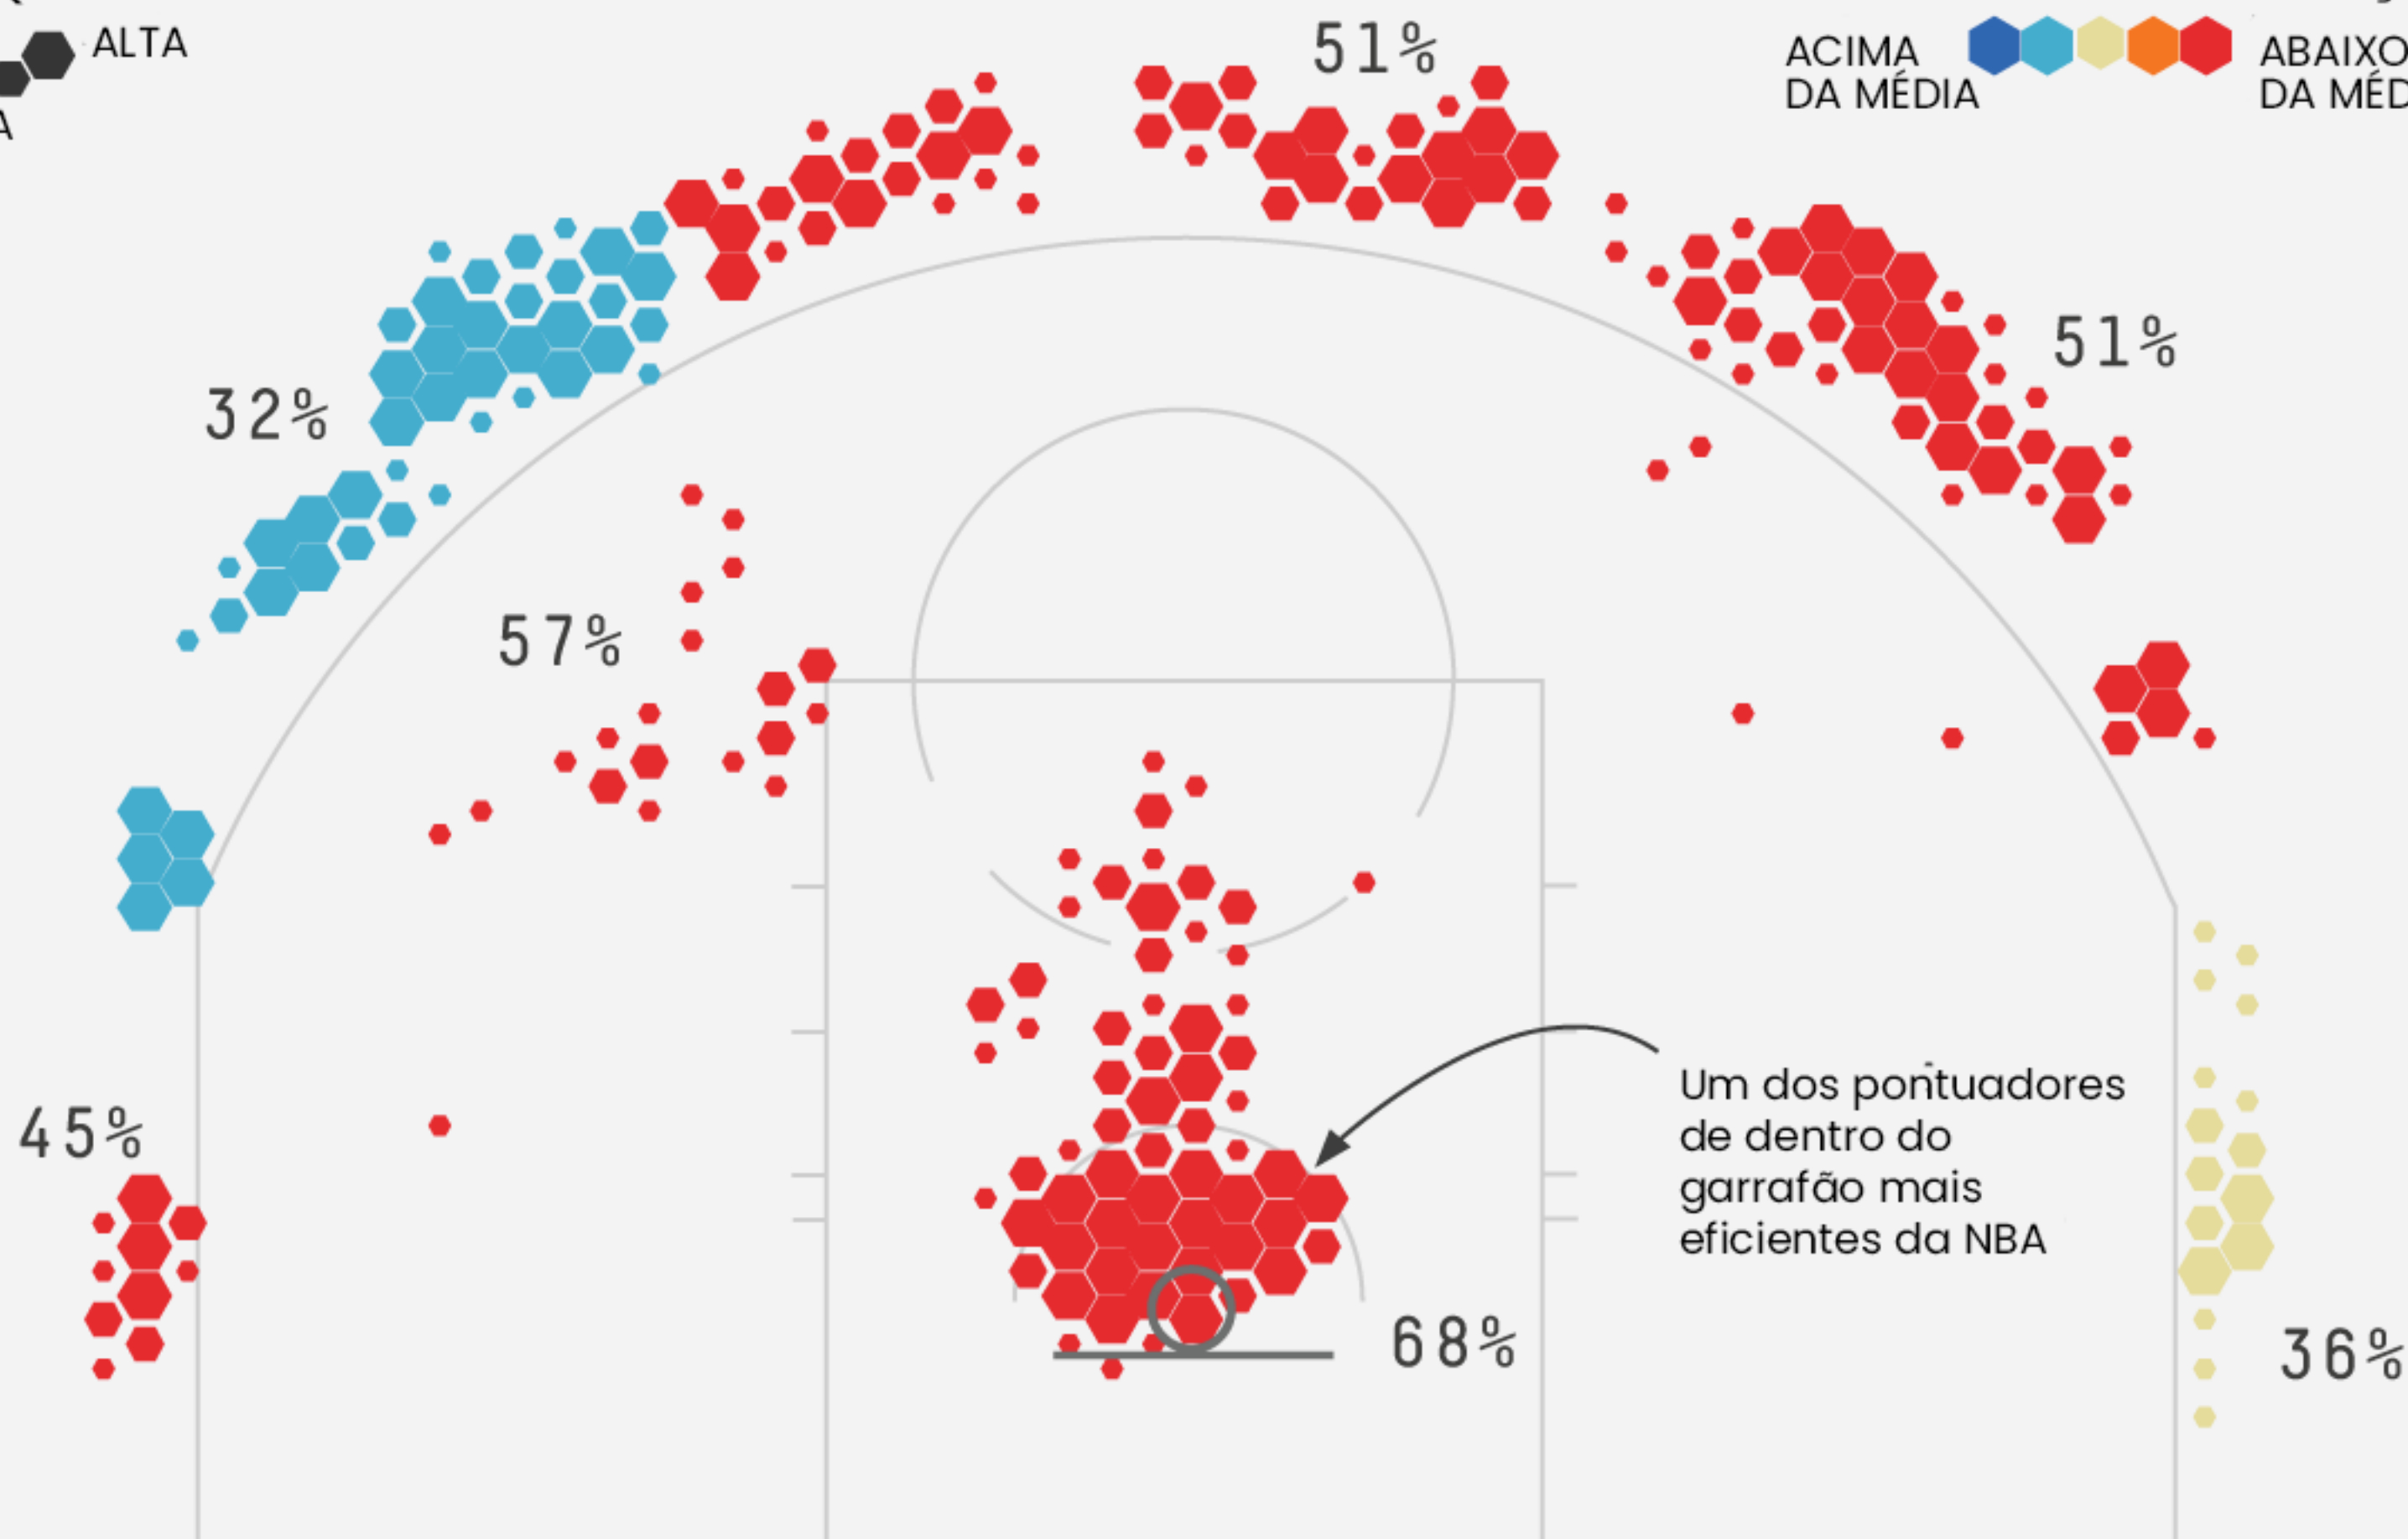 ALTA
51%
ACIMA
DA MÉDIA
ABAIXO
51%
32%
57%
45%
Um dos pontuadores
de dentro do
garrafão mais
eficientes da NBA
68%
36%